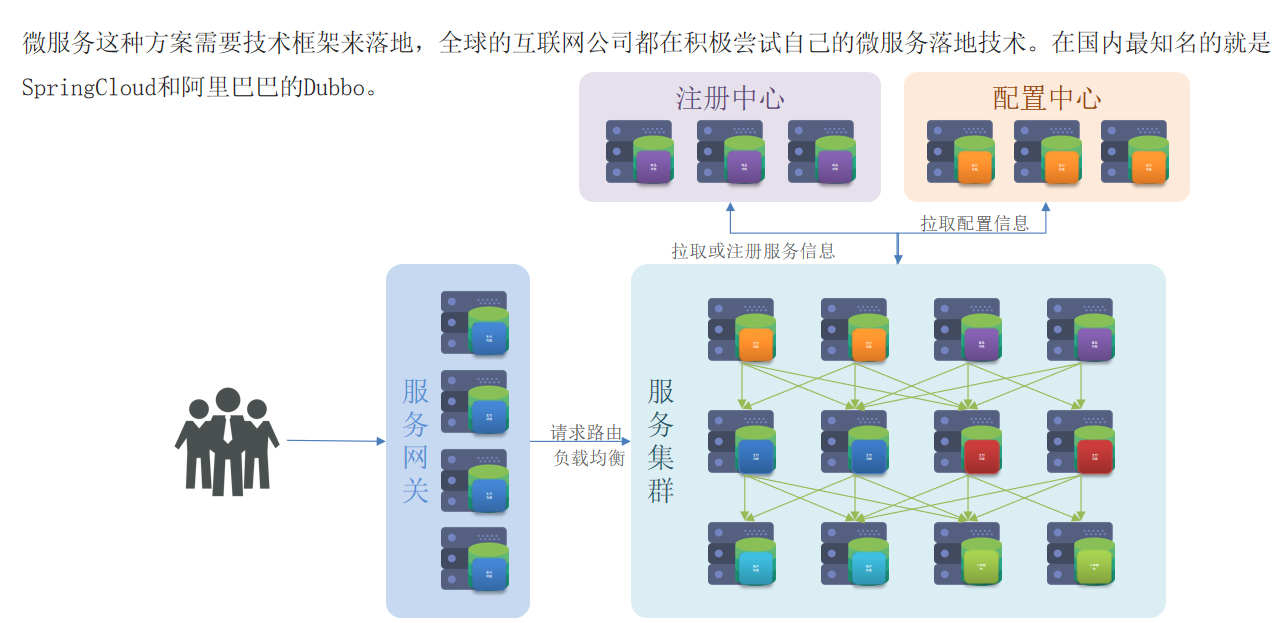 微服务这种方案需要技术框架来落地，全球的互联网公司都在积极尝试自己的微服务落地技术。在国内最知名的就是
SpringCloud和阿里巴巴的Dubbo。
注册中心
配置中心
拉取配置信息
拉取或注册服务信息
服务网关
请求路由
负载均衡
服务集群